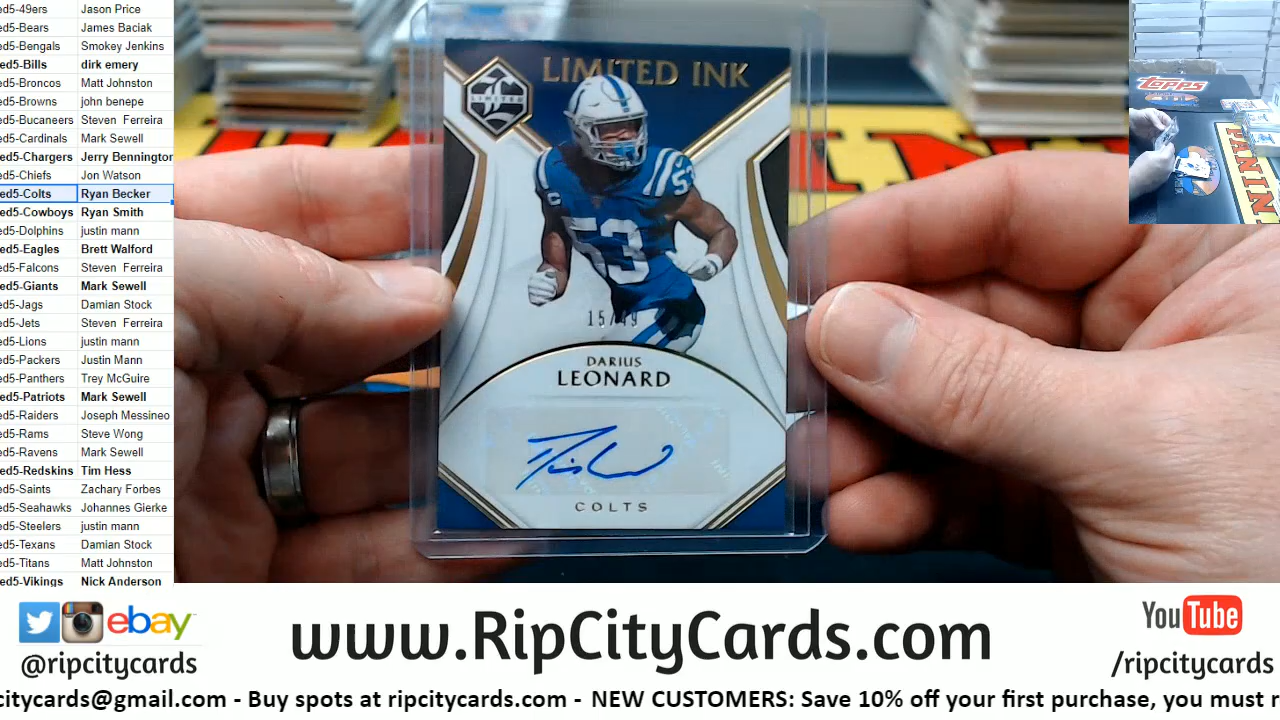 ed5-49ers Jason Price
ed5-Bears James Baciak
ed5-Bengals Smokey Jenkins
ed5-Bills dirk emery
ed5-Broncos Matt Johnston
ed5-Browns john benepe
ed5-Bucaneers Steven Ferreira
ed5-Cardinals Mark Sewell
ed5-Chargers Jerry Bennington
ed5-Chiefs Jon Watson
ed5-Colts Ryan Becker
ed5-Cowboys Ryan Smith
ed5-Dolphins justin mann
ed5-Eagles Brett Walford
ed5-Falcons Steven Ferreira
ed5-Giants Mark Sewell
ed5-Jags Damian Stock
ed5-Jets Steven Ferreira
ed5-Lions justin mann
ed5-Packers Justin Mann
ed5-Panthers Trey McGuire
ed5-Patriots Mark Sewell
ed5-Raiders Joseph Messineo
ed5-Rams Steve Wong
ed5-Ravens Mark Sewell
ed5-Redskins Tim Hess
ed5-Saints Zachary Forbes
ed5-Seahawks Johannes Gierke
ed5-Steelers justin mann
ed5-Texans Damian Stock
ed5-Titans Matt Johnston
ed5-Vikings Nick Anderson
LIMITED INK
LIMITED
53
53
15/49
DARIUS
LEONARD
COLTS
Topps
PANINI
ebay
@ripcitycards
www.RipCityCards.com
YouTube
/ripcitycards
citycards@gmail.com - Buy spots at ripcitycards.com - NEW CUSTOMERS: Save 10% off your first purchase, you must r